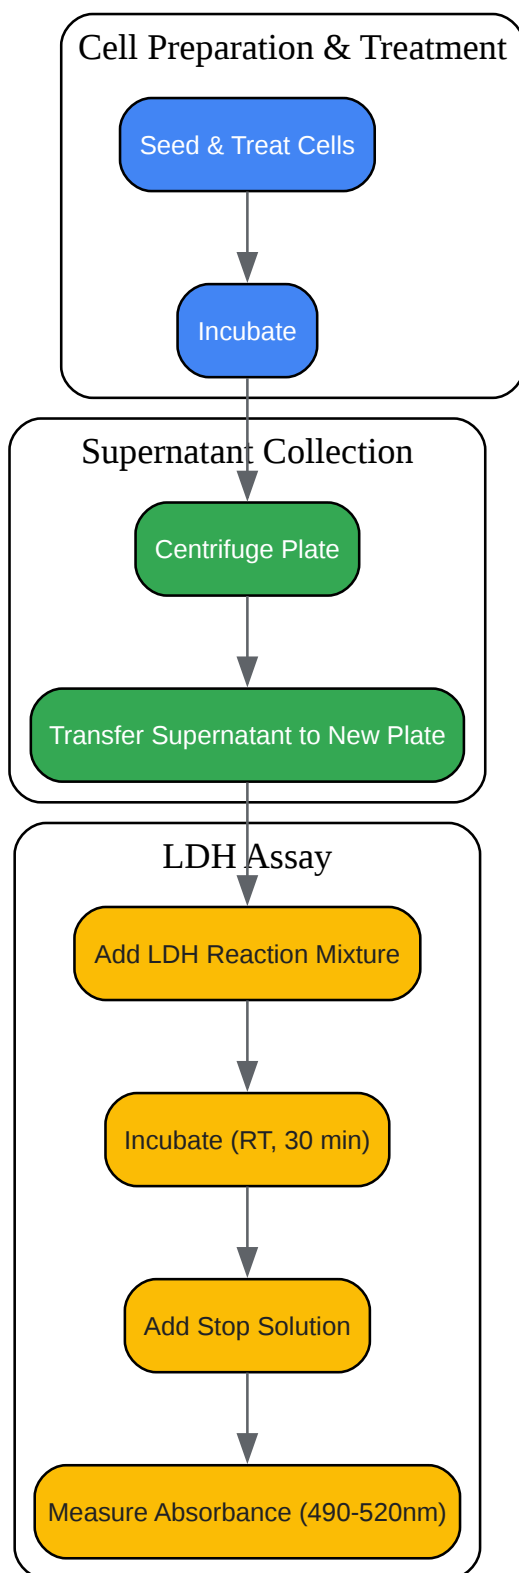 Cell Preparation & Treatment
Seed & Treat Cells
Incubate
Supernatant Collection
Centrifuge Plate
Transfer Supernatant to New Plate
LDH Assay
Add LDH Reaction Mixture
Incubate (RT, 30 min)
Add Stop Solution
Measure Absorbance (490-520nm)